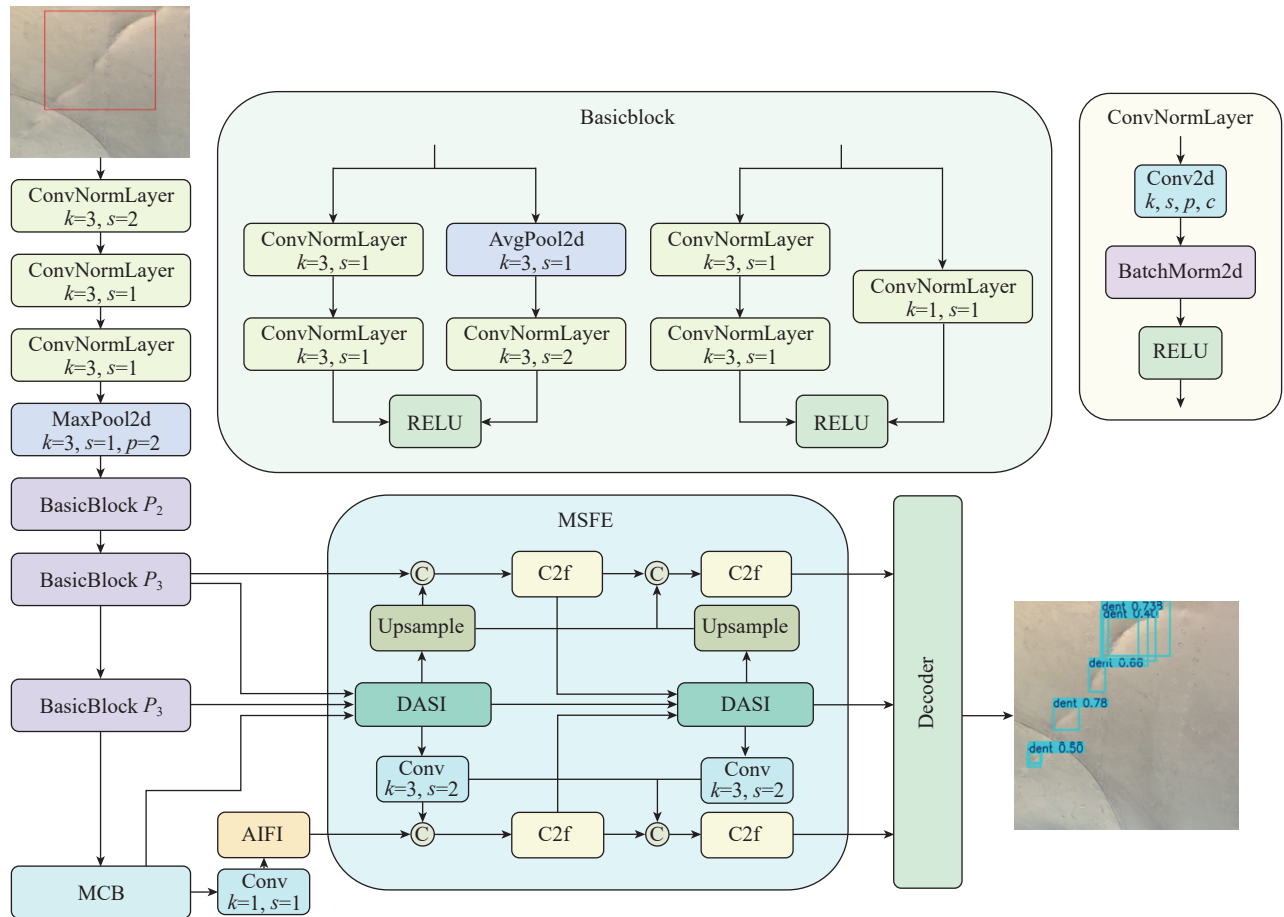 ConvNormLayer
k=3, s=2
ConvNormLayer
k=3, s=1
ConvNormLayer
k=3, s=1
MaxPool2d
k=3, s=1, p=2
BasicBlock P2
BasicBlock P3
BasicBlock P3
MCB
Conv
k=1, s=1
AIFI
Basicblock
ConvNormLayer
k=3, s=1
AvgPool2d
k=3, s=1
ConvNormLayer
k=3, s=1
ConvNormLayer
k=3, s=2
RELU
ConvNormLayer
k=3, s=1
ConvNormLayer
k=1, s=1
ConvNormLayer
k=3, s=1
RELU
ConvNormLayer
Conv2d
k, s, p, c
BatchMorm2d
RELU
MSFE
C
C2f
C
C2f
Upsample
Upsample
DASI
DASI
Conv
k=3, s=2
Conv
k=3, s=2
C
C2f
C
C2f
Decoder
dent 0.66
dent 0.78
dent 0.50